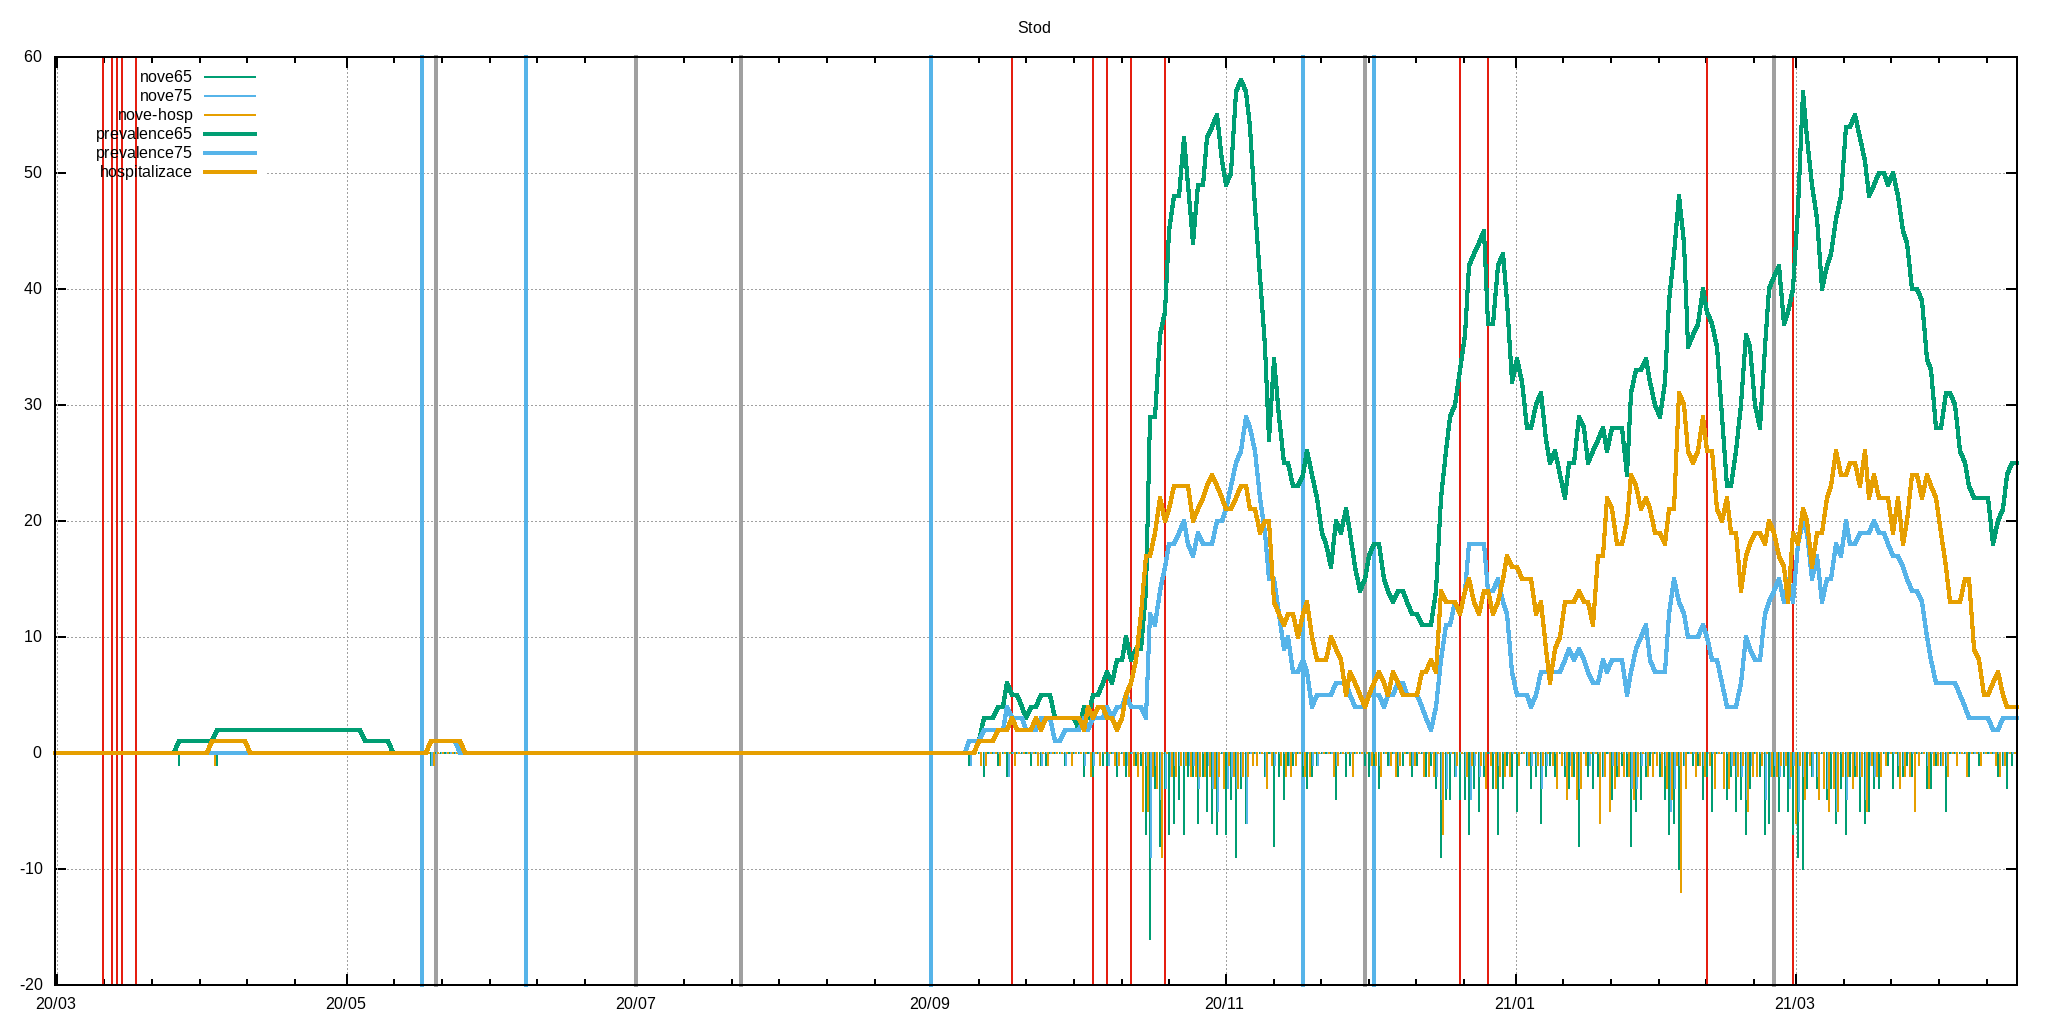 Stod
60
50
40
30
20
10
0
-10
-20
nove65
nove75
nove-hosp
prevalence65
prevalence75
hospitalizace
20/03 20/05 20/07 20/09 20/11 21/01 21/03